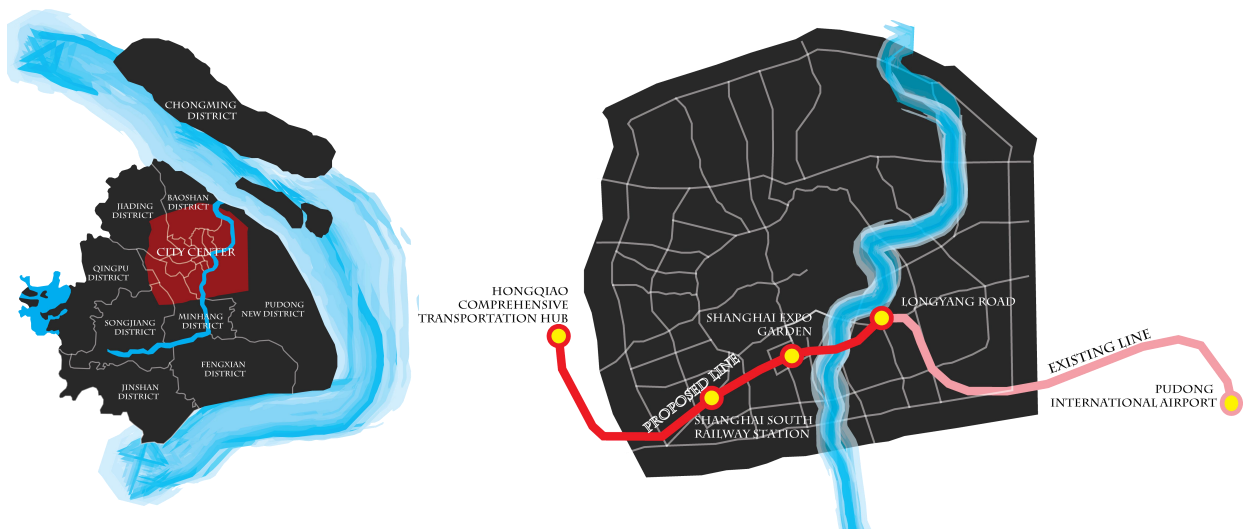 CHONGMING
DISTRICT
BAOSHAN
DISTRICT
JIADING
DISTRICT
CITY CENTER
QINGPU
DISTRICT
PUDONG
NEW DISTRICT
SONGJIANG
DISTRICT
MINHANG
DISTRICT
FENGXIAN
DISTRICT
JINSHAN
DISTRICT
HONGQIAO
COMPREHENSIVE
TRANSPORTATION HUB
SHANGHAI EXPO
GARDEN
LONGYANG ROAD
PROPOSED LINE
SHANGHAI SOUTH
RAILWAY STATION
EXISTING LINE
PUDONG
INTERNATIONAL AIRPORT